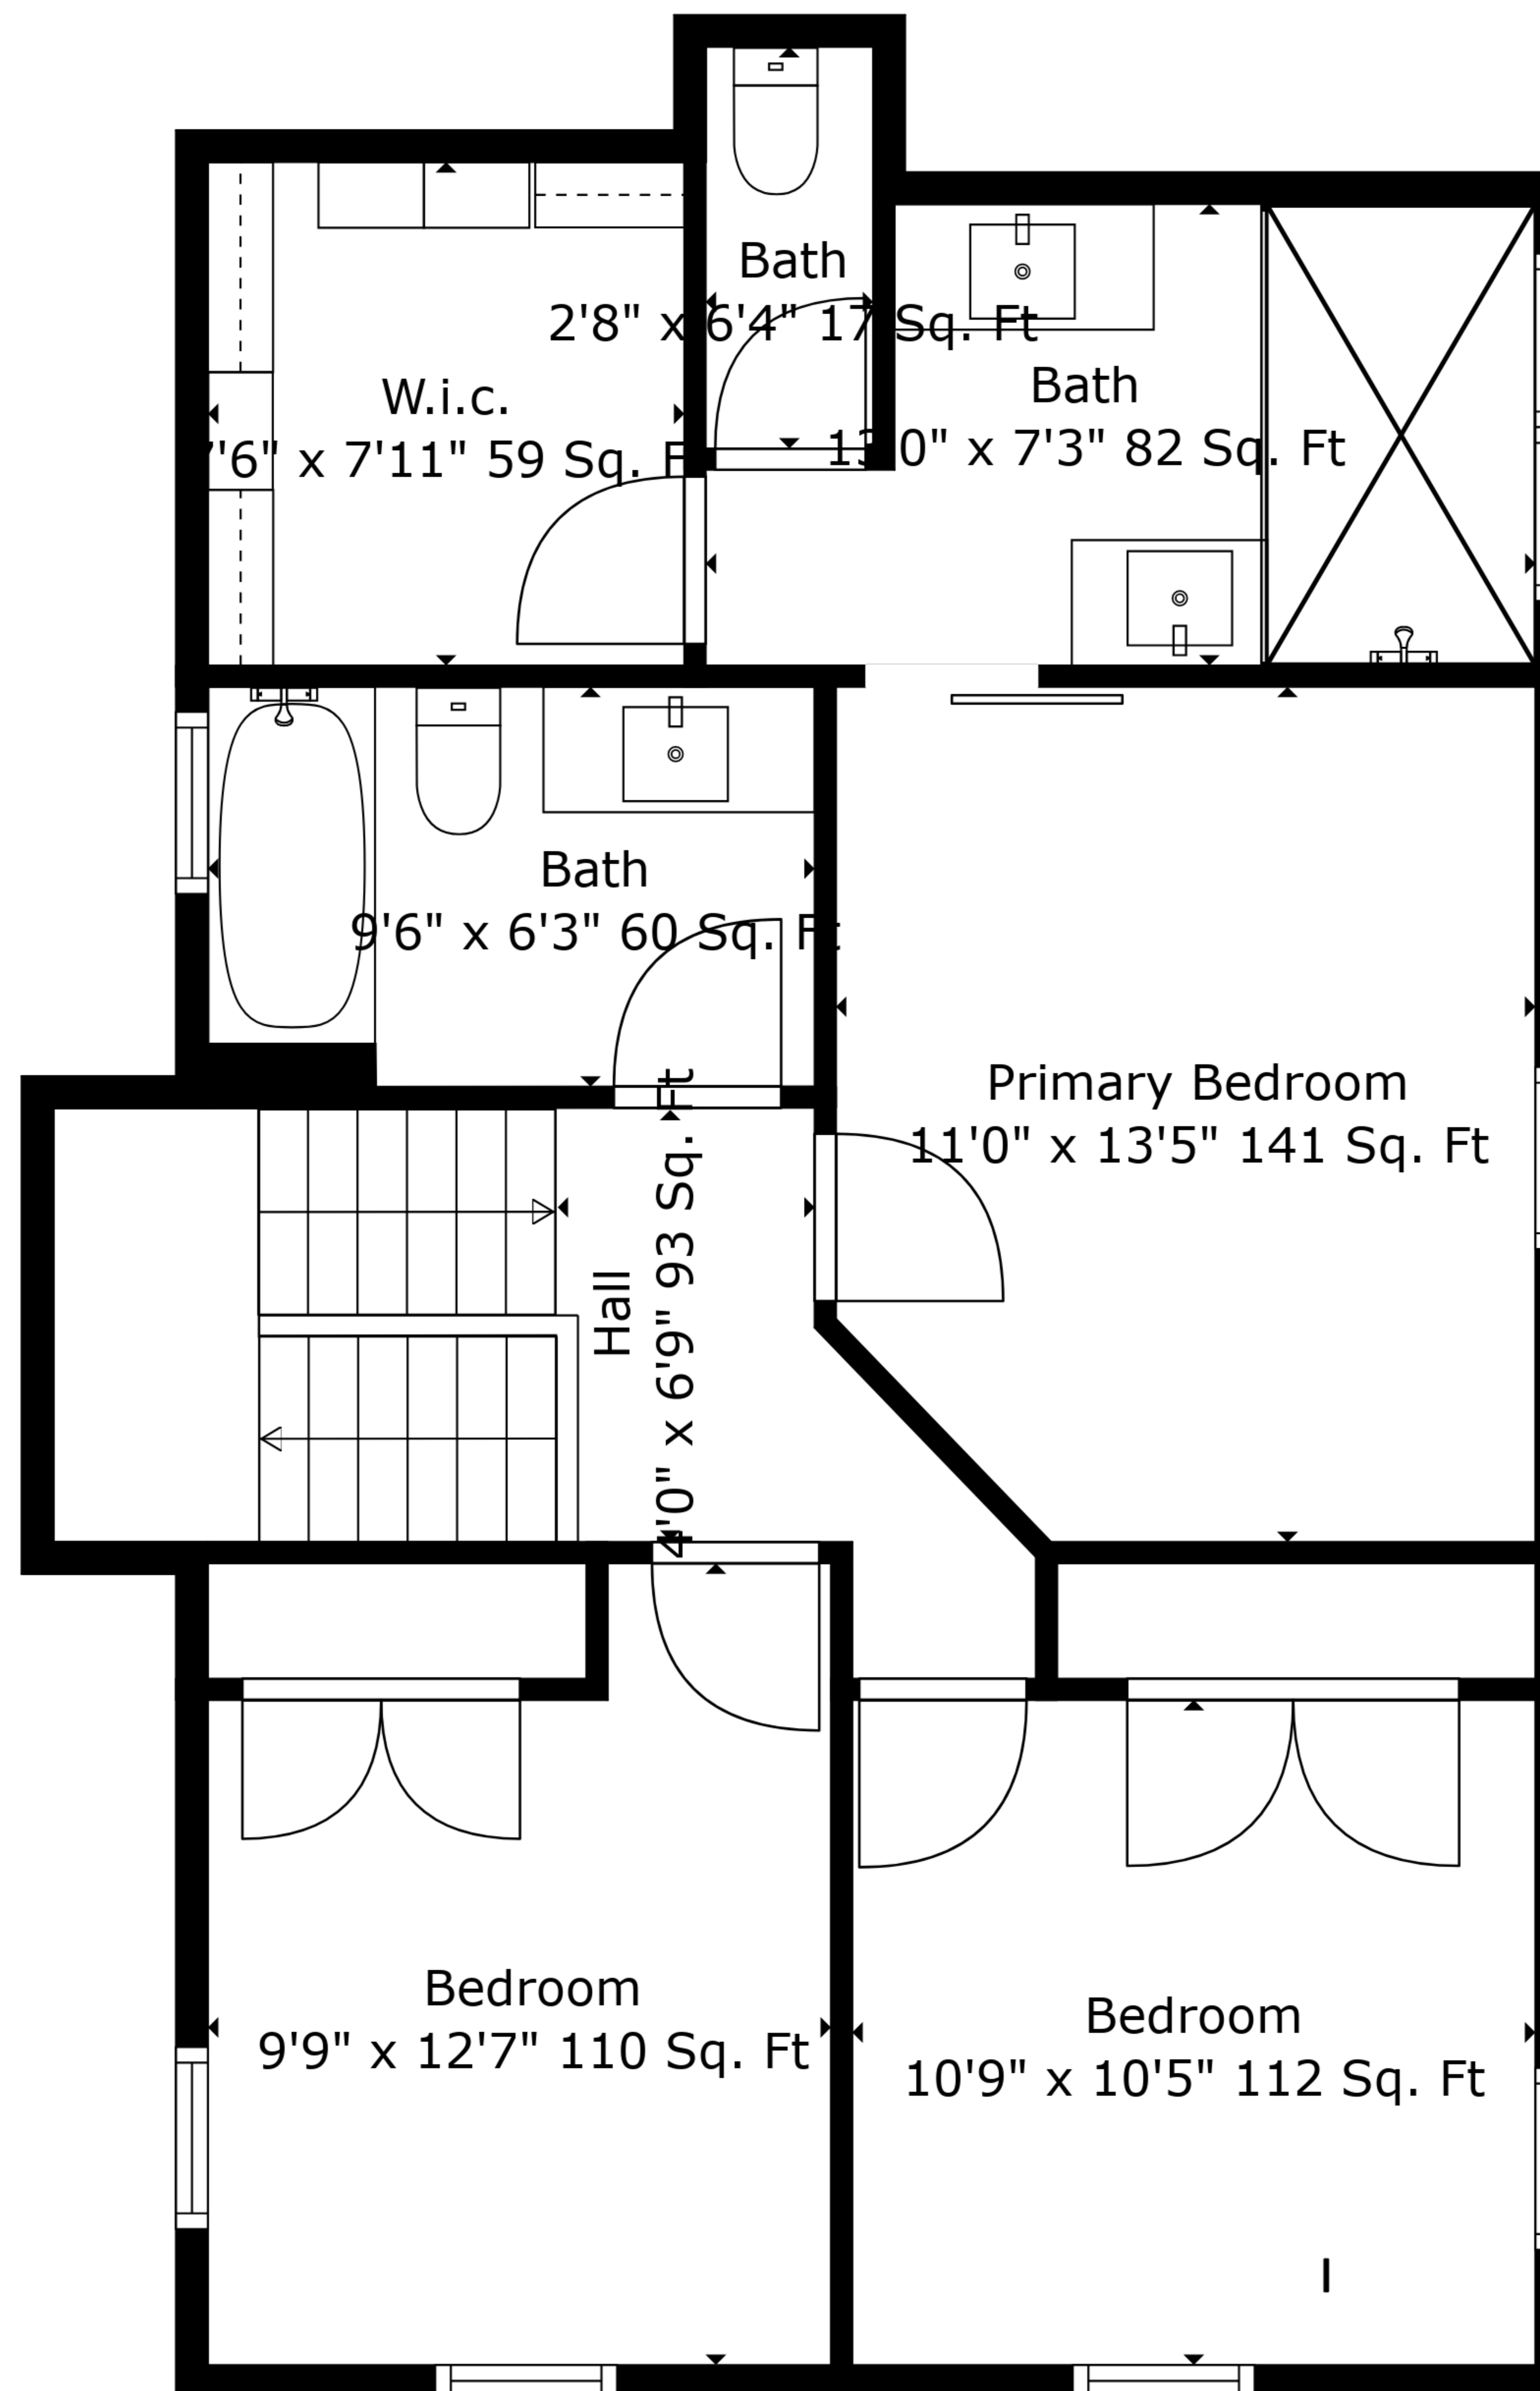 Bath
2'8" x 6'4" 17 Sq. Ft
W.i.c.
7'6" x 7'11" 59 Sq. Ft
Bath
13'0" x 7'3" 82 Sq. Ft
Bath
9'6" x 6'3" 60 Sq. Ft
Primary Bedroom
11'0" x 13'5" 141 Sq. Ft
Hall
4'0" x 6'9" 93 Sq. Ft
Bedroom
9'9" x 12'7" 110 Sq. Ft
Bedroom
10'9" x 10'5" 112 Sq. Ft